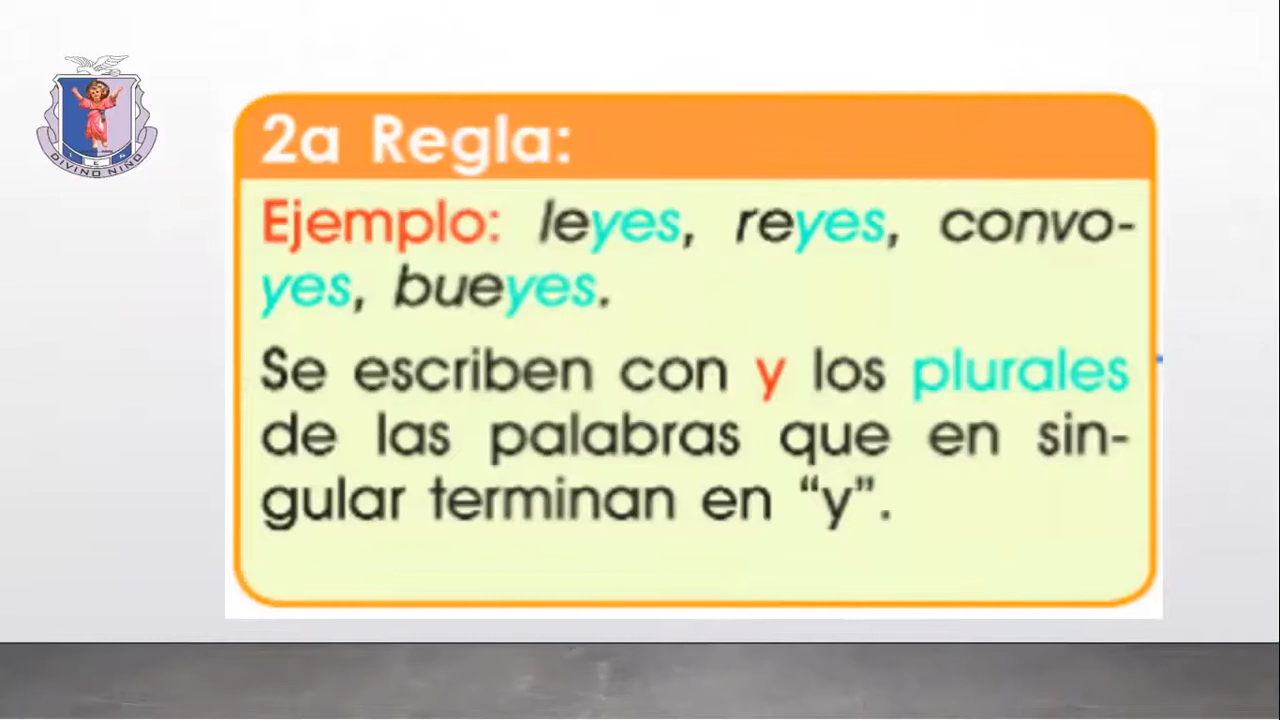 DIVINO NIÑO
2a Regla:
Ejemplo: leyes, reyes, convo-
yes, bueyes.
Se escriben con y los plurales
de las palabras que en sin-
gular terminan en “y”.